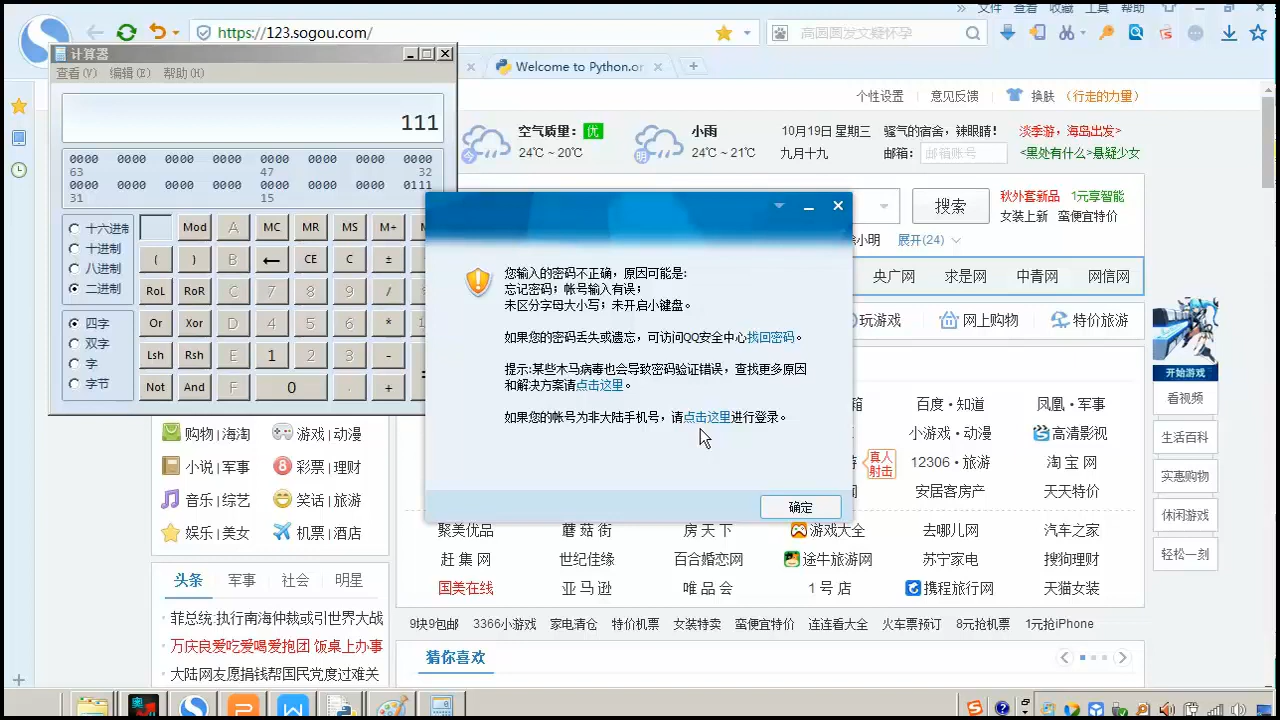 文件 查看 收藏 工具 帮助
https://123.sogou.com/
高圆圆发文疑怀孕
计算器
查看(V) 编辑(E) 帮助(H)
Welcome to Python.or
111
0000 0000 0000 0000 0000 0000 0000 0000
63 47 32
0000 0000 0000 0000 0000 0000 0000 0111
31 15
十六进制
十进制
八进制
二进制
四字
双字
字
字节
Mod A MC MR MS M+
( ) B ← CE C ±
RoL RoR C 7 8 9 /
Or Xor D 4 5 6 *
Lsh Rsh E 1 2 3 -
Not And F 0 . +
个性设置 意见反馈 换肤 (行走的力量)
空气质量: 优
24℃~20℃
今
小雨
24℃~21℃
明
10月19日 星期三
九月十九
骚气的宿舍,辣眼睛!
邮箱: 邮箱账号
淡季游,海岛出发>
<黑处有什么>悬疑少女
搜索
秋外套新品 1元享智能
女装上新 蛮便宜特价
小明 展开(24)
央广网 求是网 中青网 网信网
玩游戏 网上购物 特价旅游
您输入的密码不正确,原因可能是:
忘记密码;帐号输入有误;
未区分字母大小写;未开启小键盘。
如果您的密码丢失或遗忘,可访问QQ安全中心找回密码。
提示:某些木马病毒也会导致密码验证错误,查找更多原因
和解决方案请点击这里。
如果您的帐号为非大陆手机号,请点击这里进行登录。
确定
开始游戏
看视频
生活百科
实惠购物
休闲游戏
轻松一刻
购物|海淘 游戏|动漫
小说|军事 彩票|理财
音乐|综艺 笑话|旅游
娱乐|美女 机票|酒店
百度·知道 凤凰·军事
小游戏·动漫 高清影视
真人
射击
12306·旅游 淘宝网
安居客房产 天天特价
聚美优品 蘑菇街 房天下 游戏大全 去哪儿网 汽车之家
赶集网 世纪佳缘 百合婚恋网 途牛旅游网 苏宁家电 搜狗理财
国美在线 亚马逊 唯品会 1号店 携程旅行网 天猫女装
头条 军事 社会 明星
菲总统:执行南海仲裁或引世界大战
万庆良爱吃爱喝爱抱团 饭桌上办事
大陆网友愿捐钱帮国民党度过难关
9块9包邮 3366小游戏 家电清仓 特价机票 女装特卖 蛮便宜特价 连连看大全 火车票预订 8元抢机票 1元抢iPhone
猜你喜欢